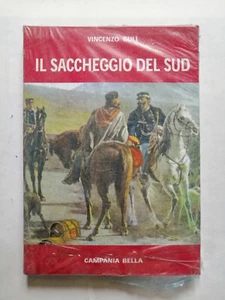 VINCENZO GULÌ
IL SACCHEGGIO DEL SUD
CAMPANIA BELLA